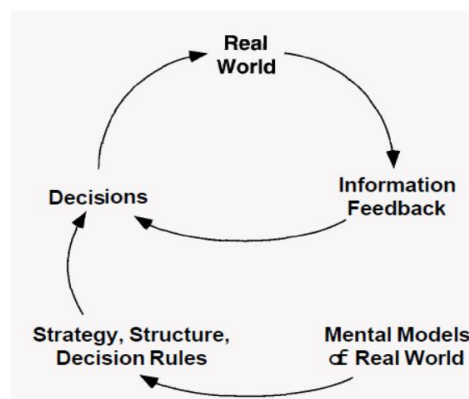 Real
World
Decisions
Information
Feedback
Strategy, Structure,
Decision Rules
Mental Models
of Real World